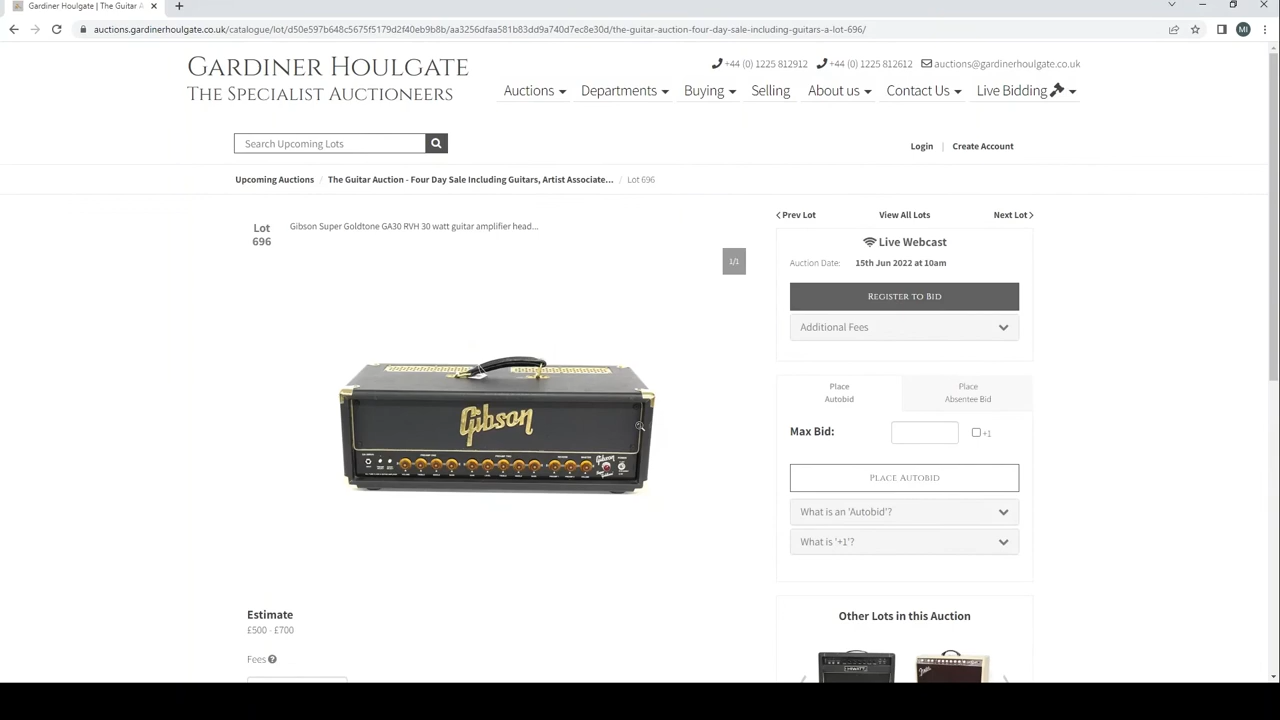 Gardiner Houlgate | The Guitar A
auctions.gardinerhoulgate.co.uk/catalogue/lot/d50e597b648c5675f5179d2f40eb9b8b/aa3256dfaa581b83dd9a740d7ec8e30d/the-guitar-auction-four-day-sale-including-guitars-a-lot-696/
MI
GARDINER HOULGATE
THE SPECIALIST AUCTIONEERS
+44 (0) 1225 812912 +44 (0) 1225 812612 auctions@gardinerhoulgate.co.uk
Auctions Departments Buying Selling About us Contact Us Live Bidding
Search Upcoming Lots
Login | Create Account
Upcoming Auctions / The Guitar Auction - Four Day Sale Including Guitars, Artist Associate... / Lot 696
Prev Lot View All Lots Next Lot
Lot
696
Gibson Super Goldtone GA30 RVH 30 watt guitar amplifier head...
1/1
Live Webcast
Auction Date: 15th Jun 2022 at 10am
REGISTER TO BID
Additional Fees
Place
Autobid
Place
Absentee Bid
Max Bid: +1
PLACE AUTOBID
What is an 'Autobid'?
What is '+1'?
Gibson
Gibson
Estimate
£500 - £700
Fees
Other Lots in this Auction
HIWATT
Fender